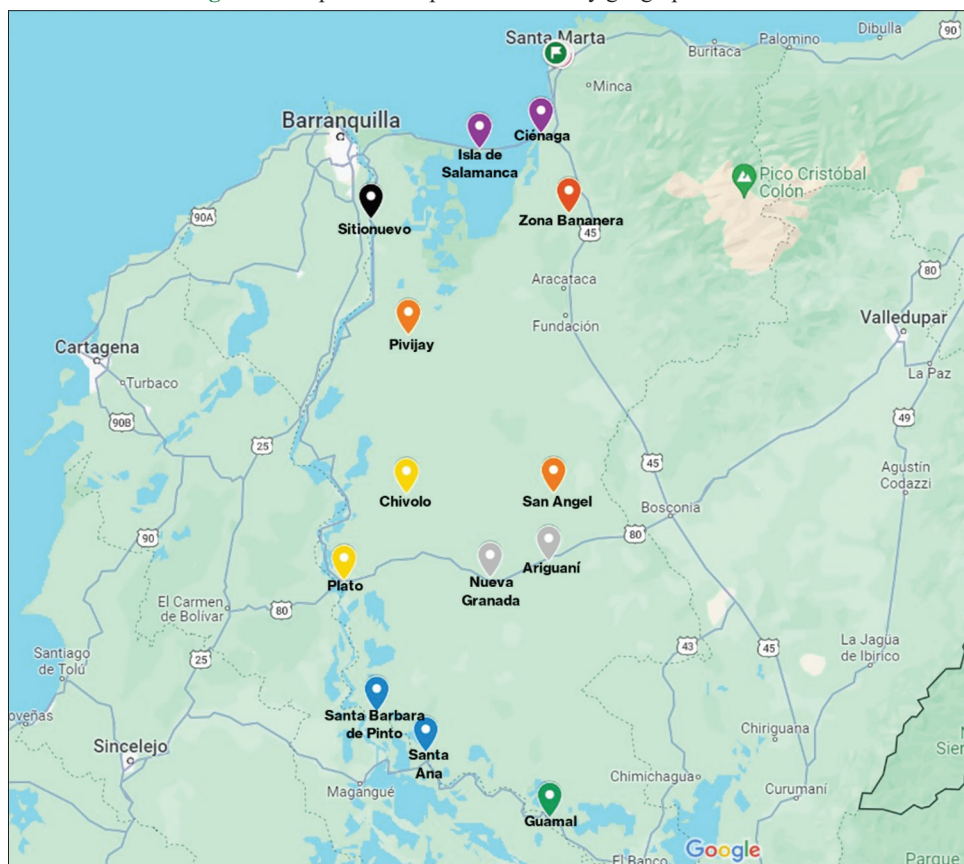 Santa Marta
Dibulla
90
Palomino
Buritaca
Minca
Barranquilla
Ciénaga
Isla de
Salamanca
Pico Cristóbal
Colón
Sitionuevo
Zona Bananera
90A
45
80
Aracataca
Fundación
Valledupar
Pivijay
Cartagena
La Paz
Turbaco
90B
25
49
45
Agustín
Codazzi
Chivolo
San Angel
Bosconia
90
80
Ariguaní
Plato
Nueva
Granada
El Carmen
de Bolívar
80
Santiago
de Tolú
25
43
45
La Jagua
de Ibirico
Santa Barbara
de Pinto
Santa
Ana
Sincelejo
Chiriguana
Magangué
Chimichagua
Curumaní
Guamal
Google
El Banco
Parque